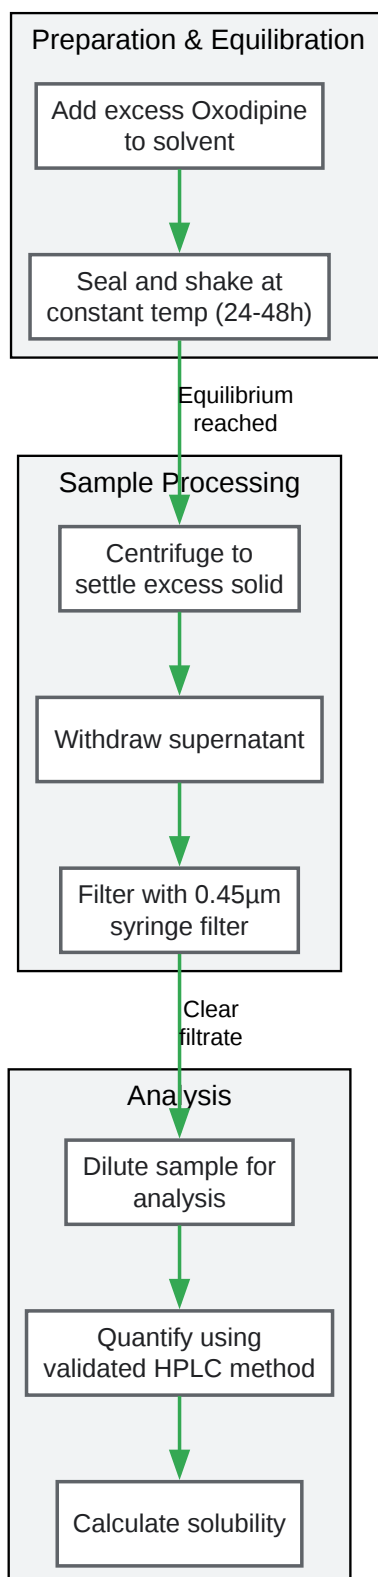 Preparation & Equilibration
Add excess Oxodipine
to solvent
Seal and shake at
constant temp (24-48h)
Equilibrium
reached
Sample Processing
Centrifuge to
settle excess solid
Withdraw supernatant
Filter with 0.45µm
syringe filter
Clear
filtrate
Analysis
Dilute sample for
analysis
Quantify using
validated HPLC method
Calculate solubility